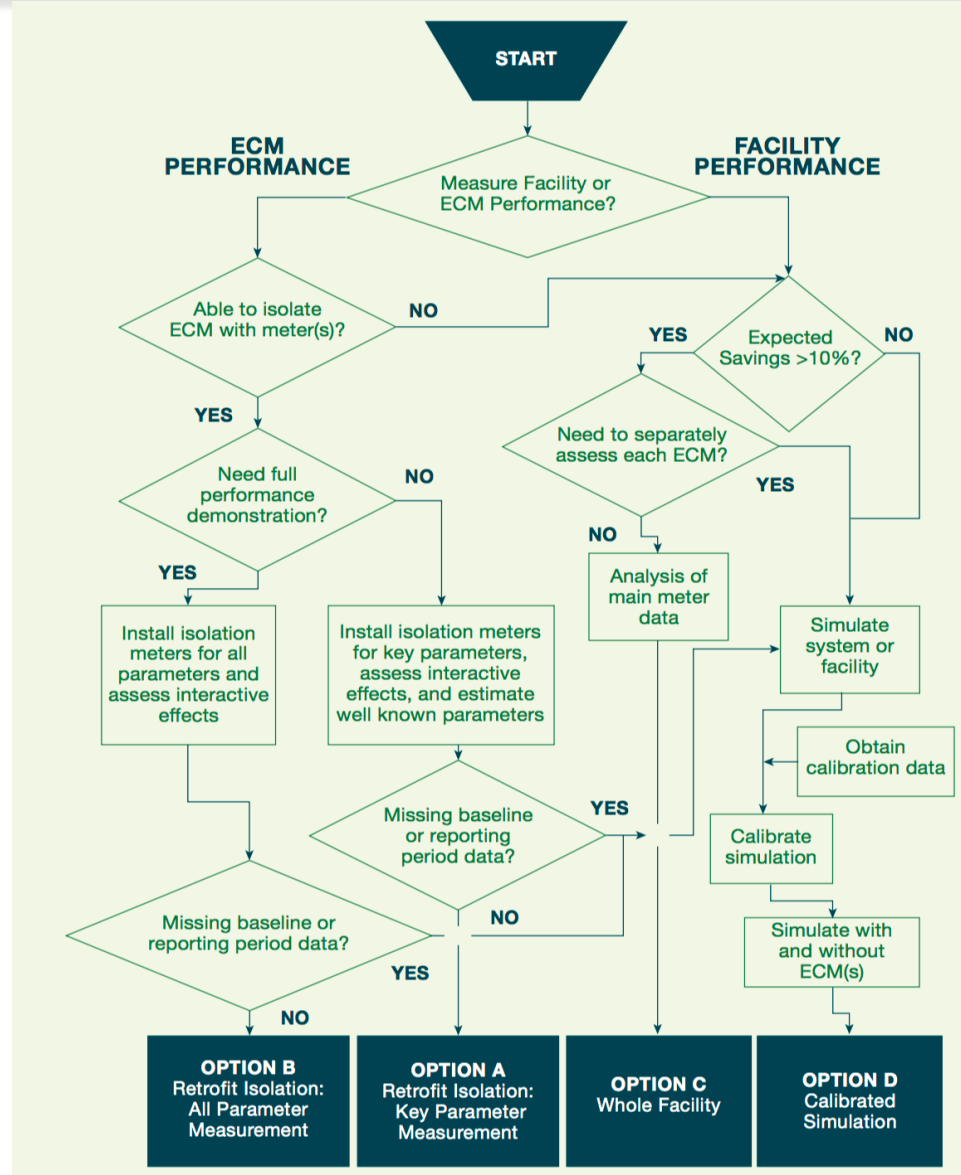 START
ECM
PERFORMANCE
FACILITY
PERFORMANCE
Measure Facility or
ECM Performance?
Able to isolate
ECM with meter(s)?
NO
YES
Expected
Savings >10%?
NO
YES
Need to separately
assess each ECM?
YES
Need full
performance
demonstration?
NO
NO
YES
Analysis of
main meter
data
Install isolation
meters for all
parameters and
assess interactive
effects
Install isolation meters
for key parameters,
assess interactive
effects, and estimate
well known parameters
Simulate
system or
facility
Obtain
calibration data
Missing baseline
or reporting
period data?
YES
Calibrate
simulation
NO
Missing baseline or
reporting period data?
YES
Simulate with
and without
ECM(s)
NO
OPTION B
Retrofit Isolation:
All Parameter
Measurement
OPTION A
Retrofit Isolation:
Key Parameter
Measurement
OPTION C
Whole Facility
OPTION D
Calibrated
Simulation